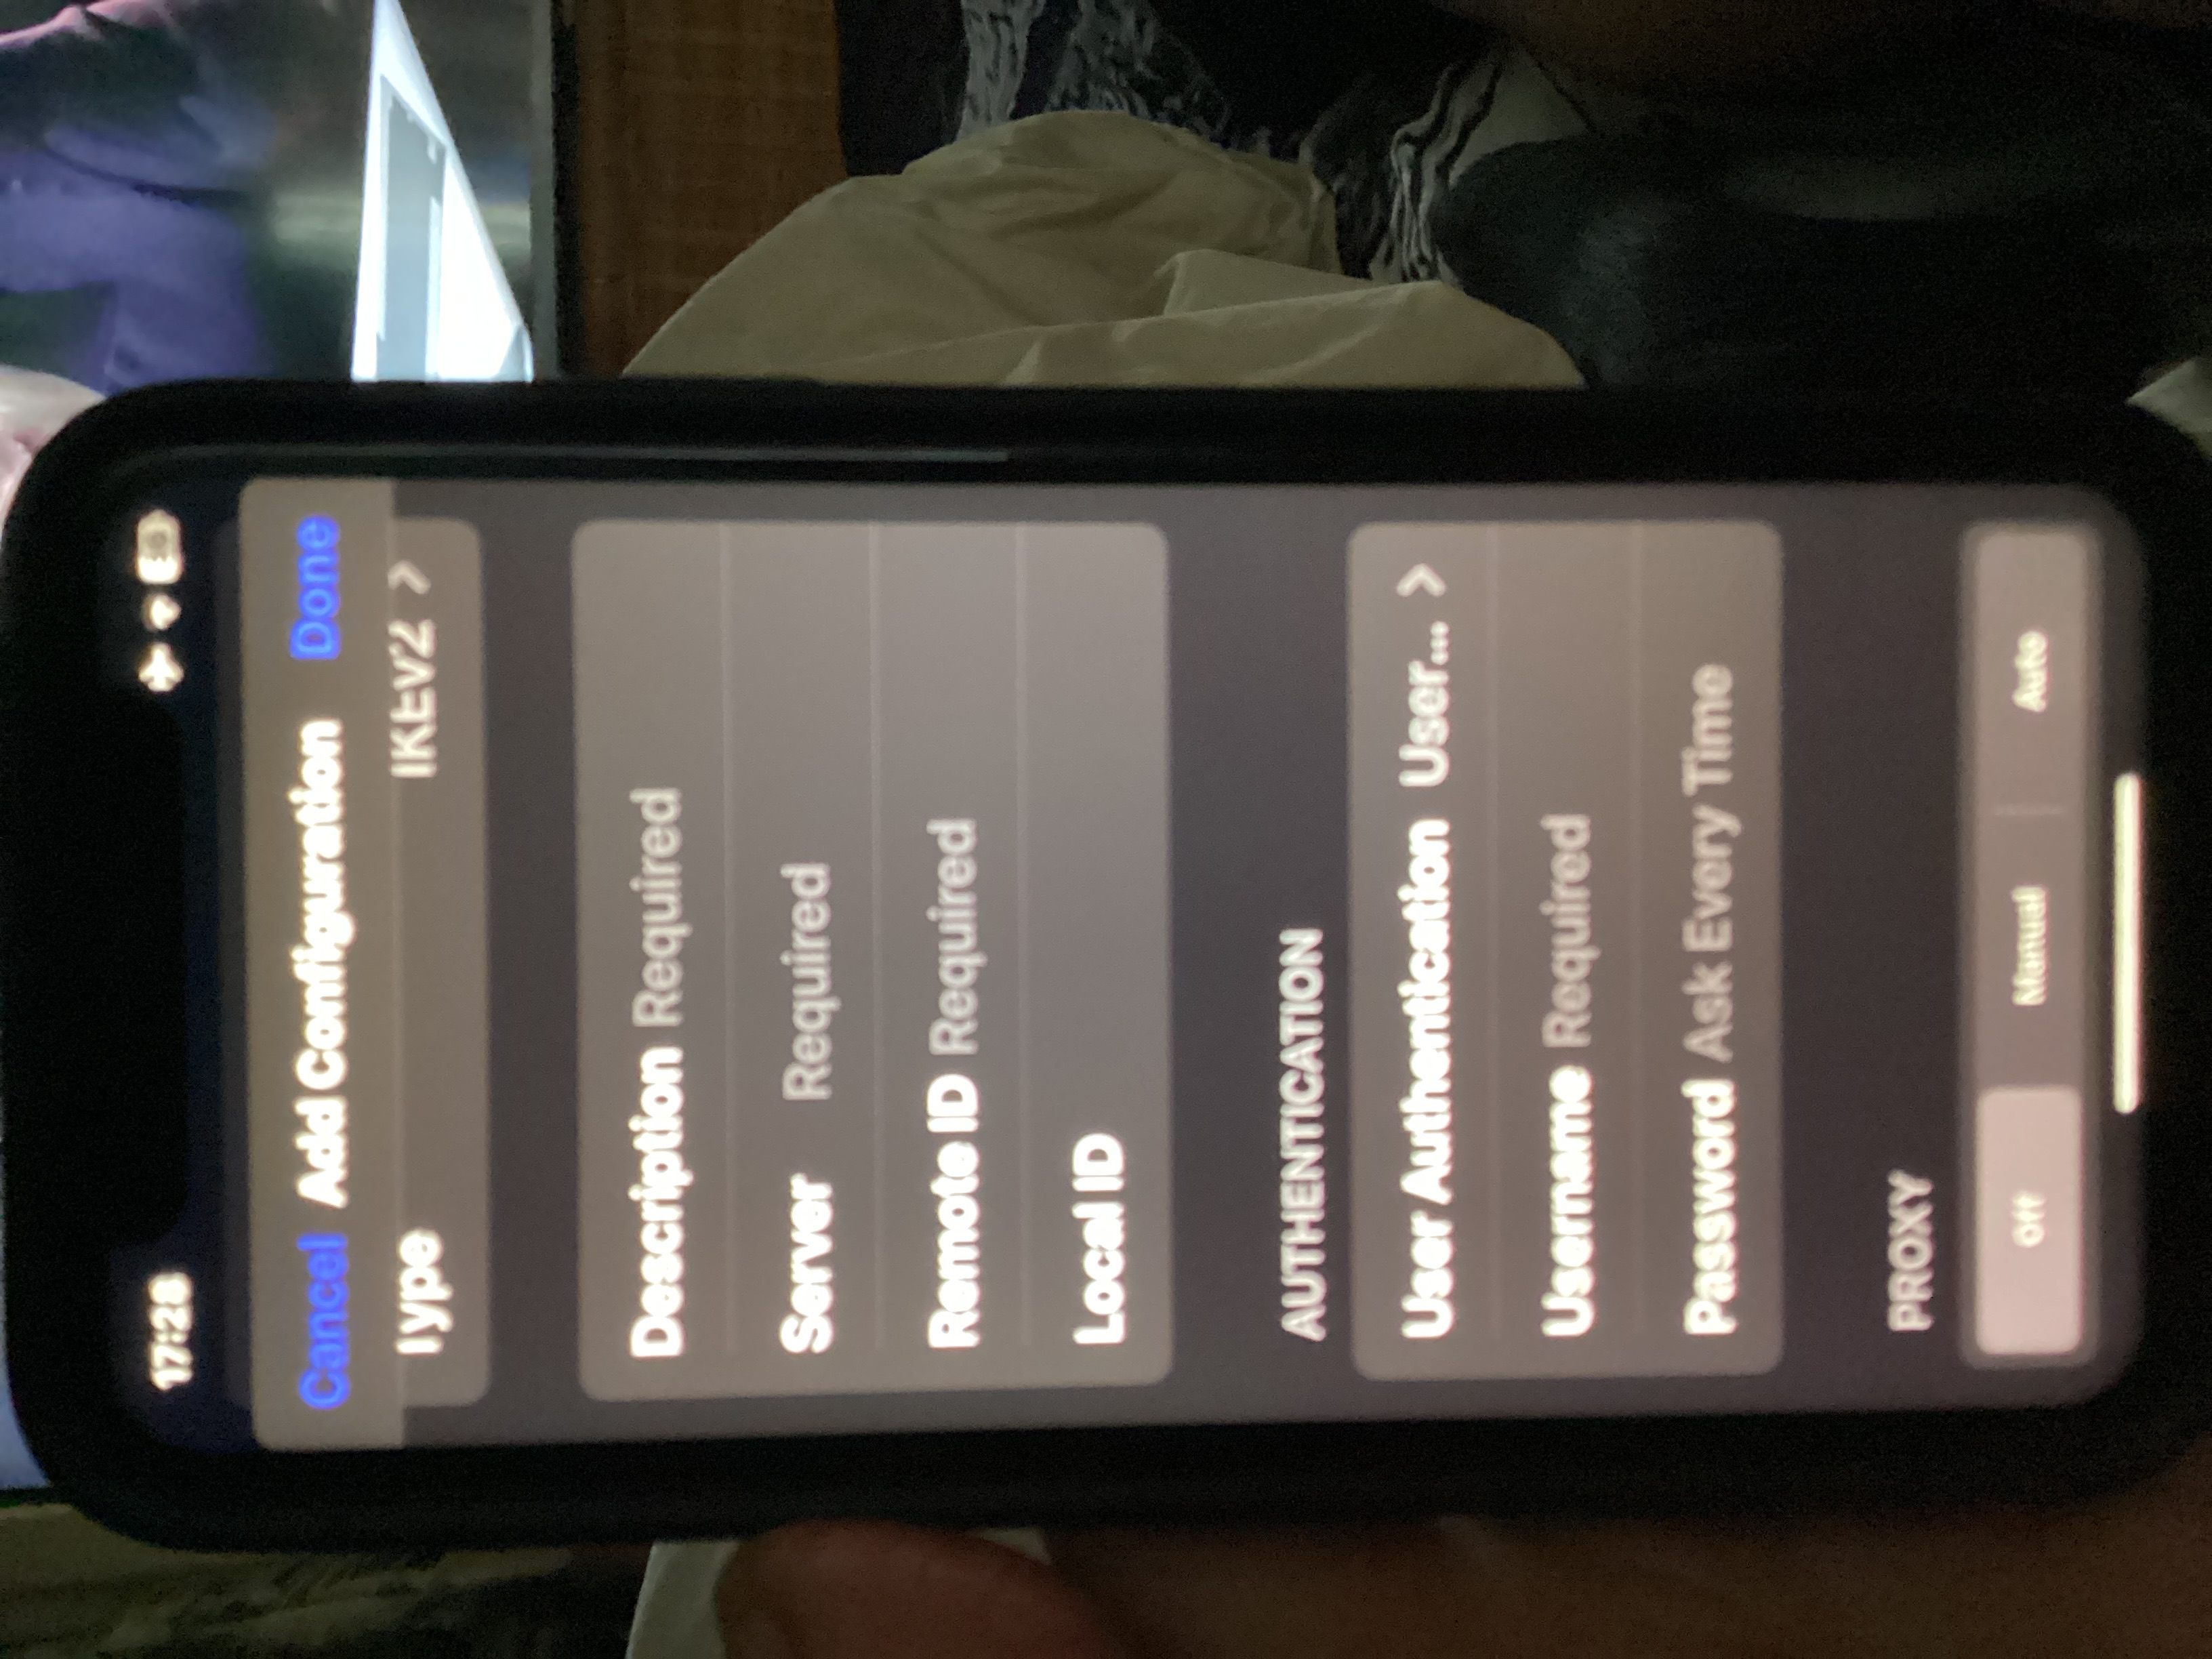 17:28
Cancel Add Configuration Done
Type IKEv2
Description Required
Server Required
Remote ID Required
Local ID
AUTHENTICATION
User Authentication User...
Username Required
Password Ask Every Time
PROXY
Off Manual Auto